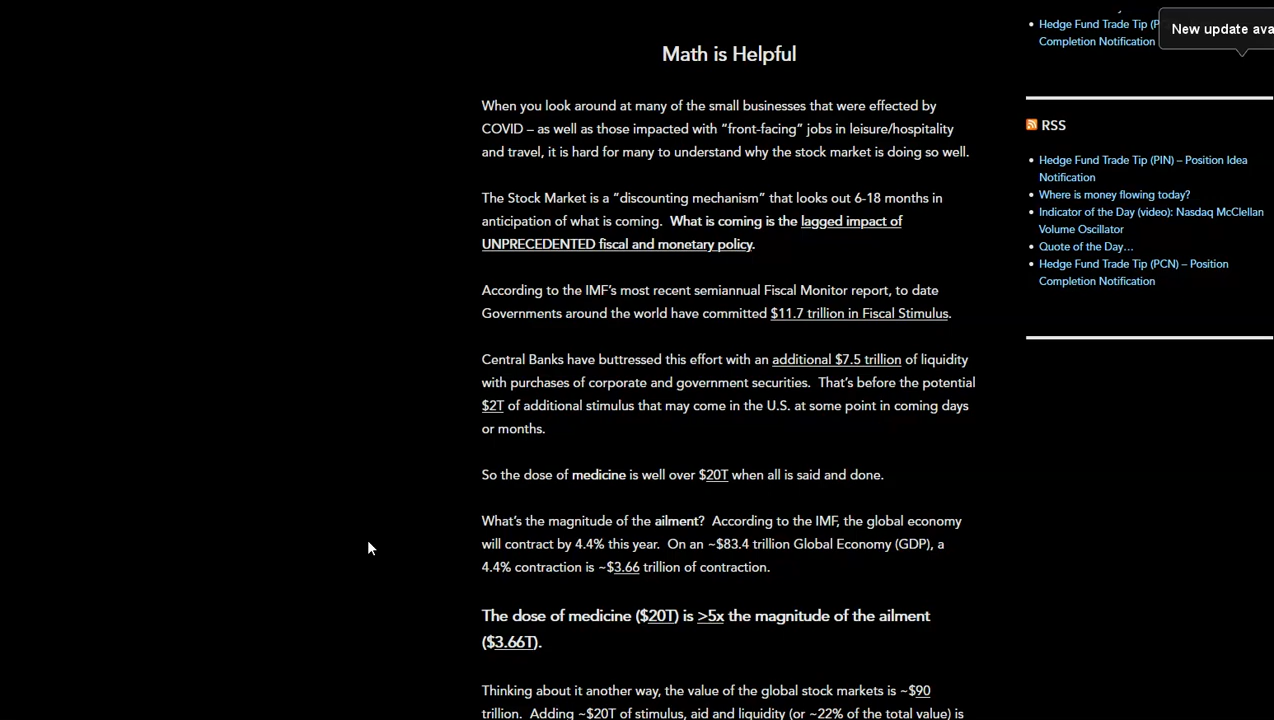 Math is Helpful
When you look around at many of the small businesses that were effected by
COVID – as well as those impacted with “front-facing” jobs in leisure/hospitality
and travel, it is hard for many to understand why the stock market is doing so well.
The Stock Market is a “discounting mechanism” that looks out 6-18 months in
anticipation of what is coming.  What is coming is the lagged impact of
UNPRECEDENTED fiscal and monetary policy.
According to the IMF’s most recent semiannual Fiscal Monitor report, to date
Governments around the world have committed $11.7 trillion in Fiscal Stimulus.
Central Banks have buttressed this effort with an additional $7.5 trillion of liquidity
with purchases of corporate and government securities.  That’s before the potential
$2T of additional stimulus that may come in the U.S. at some point in coming days
or months.
So the dose of medicine is well over $20T when all is said and done.
What’s the magnitude of the ailment?  According to the IMF, the global economy
will contract by 4.4% this year.  On an ~$83.4 trillion Global Economy (GDP), a
4.4% contraction is ~$3.66 trillion of contraction.
The dose of medicine ($20T) is >5x the magnitude of the ailment
($3.66T).
Thinking about it another way, the value of the global stock markets is ~$90
trillion.  Adding ~$20T of stimulus, aid and liquidity (or ~22% of the total value) is
Hedge Fund Trade Tip
Completion Notification
New update
RSS
Hedge Fund Trade Tip (PIN) – Position Idea
Notification
Where is money flowing today?
Indicator of the Day (video): Nasdaq McClellan
Volume Oscillator
Quote of the Day…
Hedge Fund Trade Tip (PCN) – Position
Completion Notification